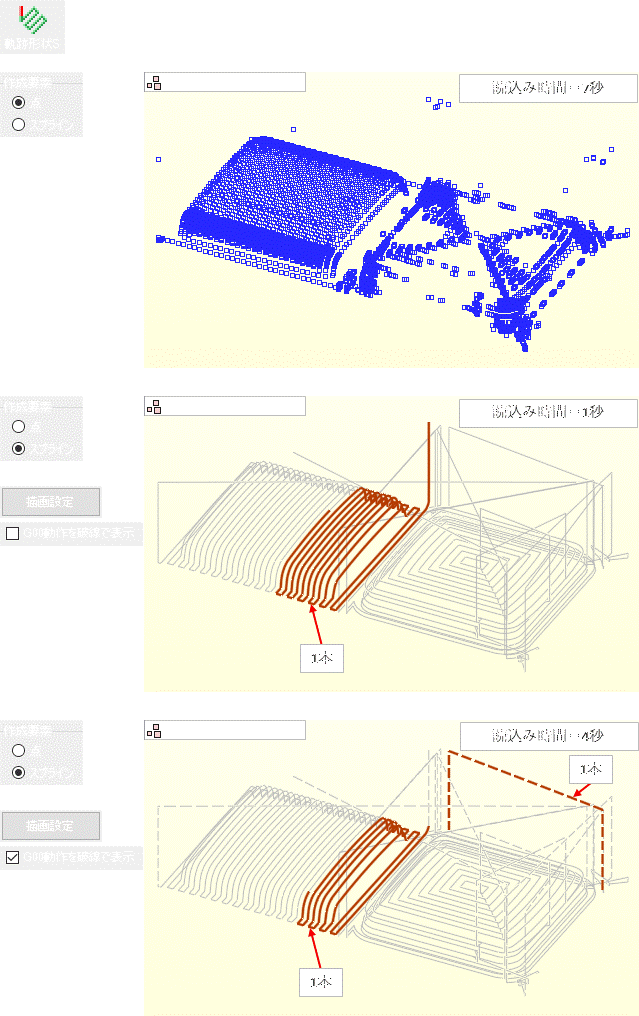 軌跡形状S
作成要素
点
スプライン
読込み時間…7秒
作成要素
点
スプライン
描画設定
G00動作を破線で表示
読込み時間…1秒
1本
作成要素
点
スプライン
描画設定
G00動作を破線で表示
読込み時間…4秒
1本
1本